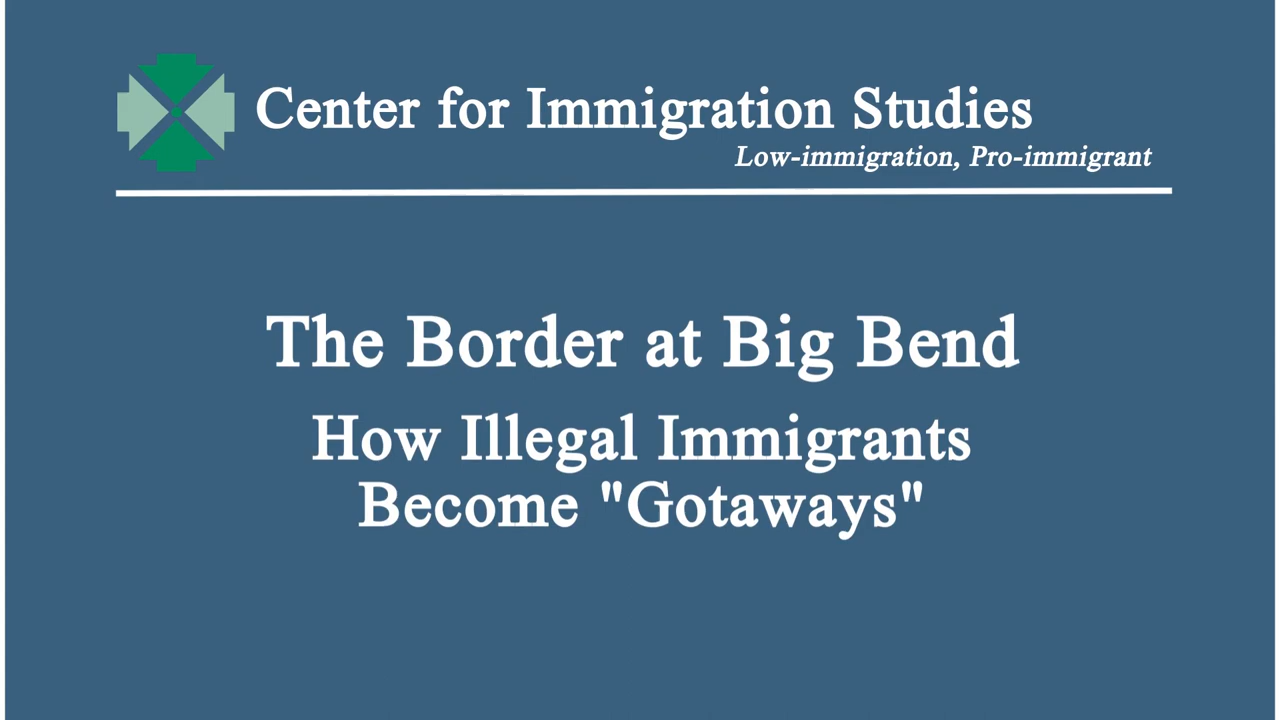 Center for Immigration Studies
Low-immigration, Pro-immigrant
The Border at Big Bend
How Illegal Immigrants
Become "Gotaways"